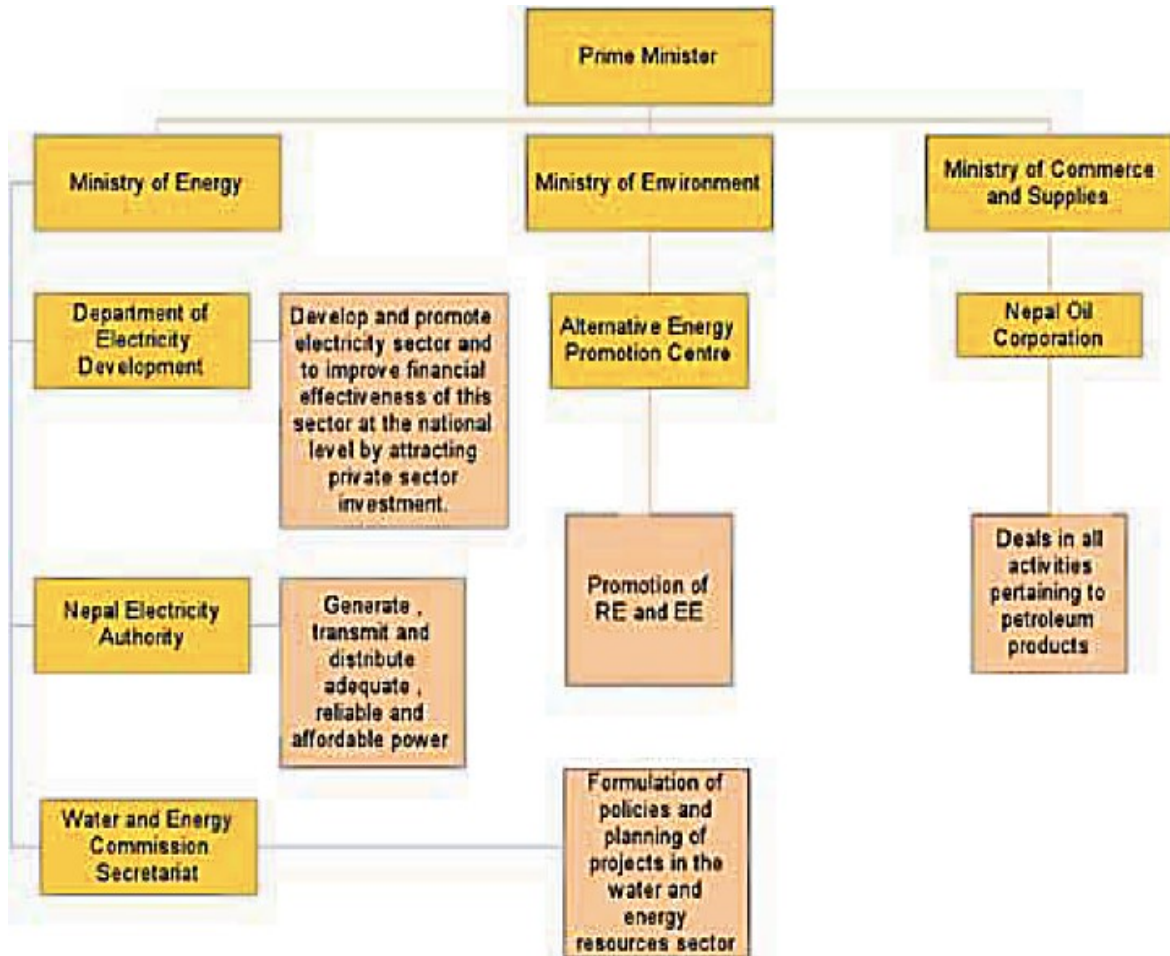 Prime Minister
Ministry of Energy
Ministry of Environment
Ministry of Commerce
and Supplies
Department of
Electricity
Development
Develop and promote
electricity sector and
to improve financial
effectiveness of this
sector at the national
level by attracting
private sector
investment.
Alternative Energy
Promotion Centre
Nepal Oil
Corporation
Nepal Electricity
Authority
Generate ,
transmit and
distribute
adequate ,
reliable and
affordable power
Promotion of
RE and EE
Deals in all
activities
pertaining to
petroleum
products
Water and Energy
Commission
Secretariat
Formulation of
policies and
planning of
projects in the
water and
energy
resources sector